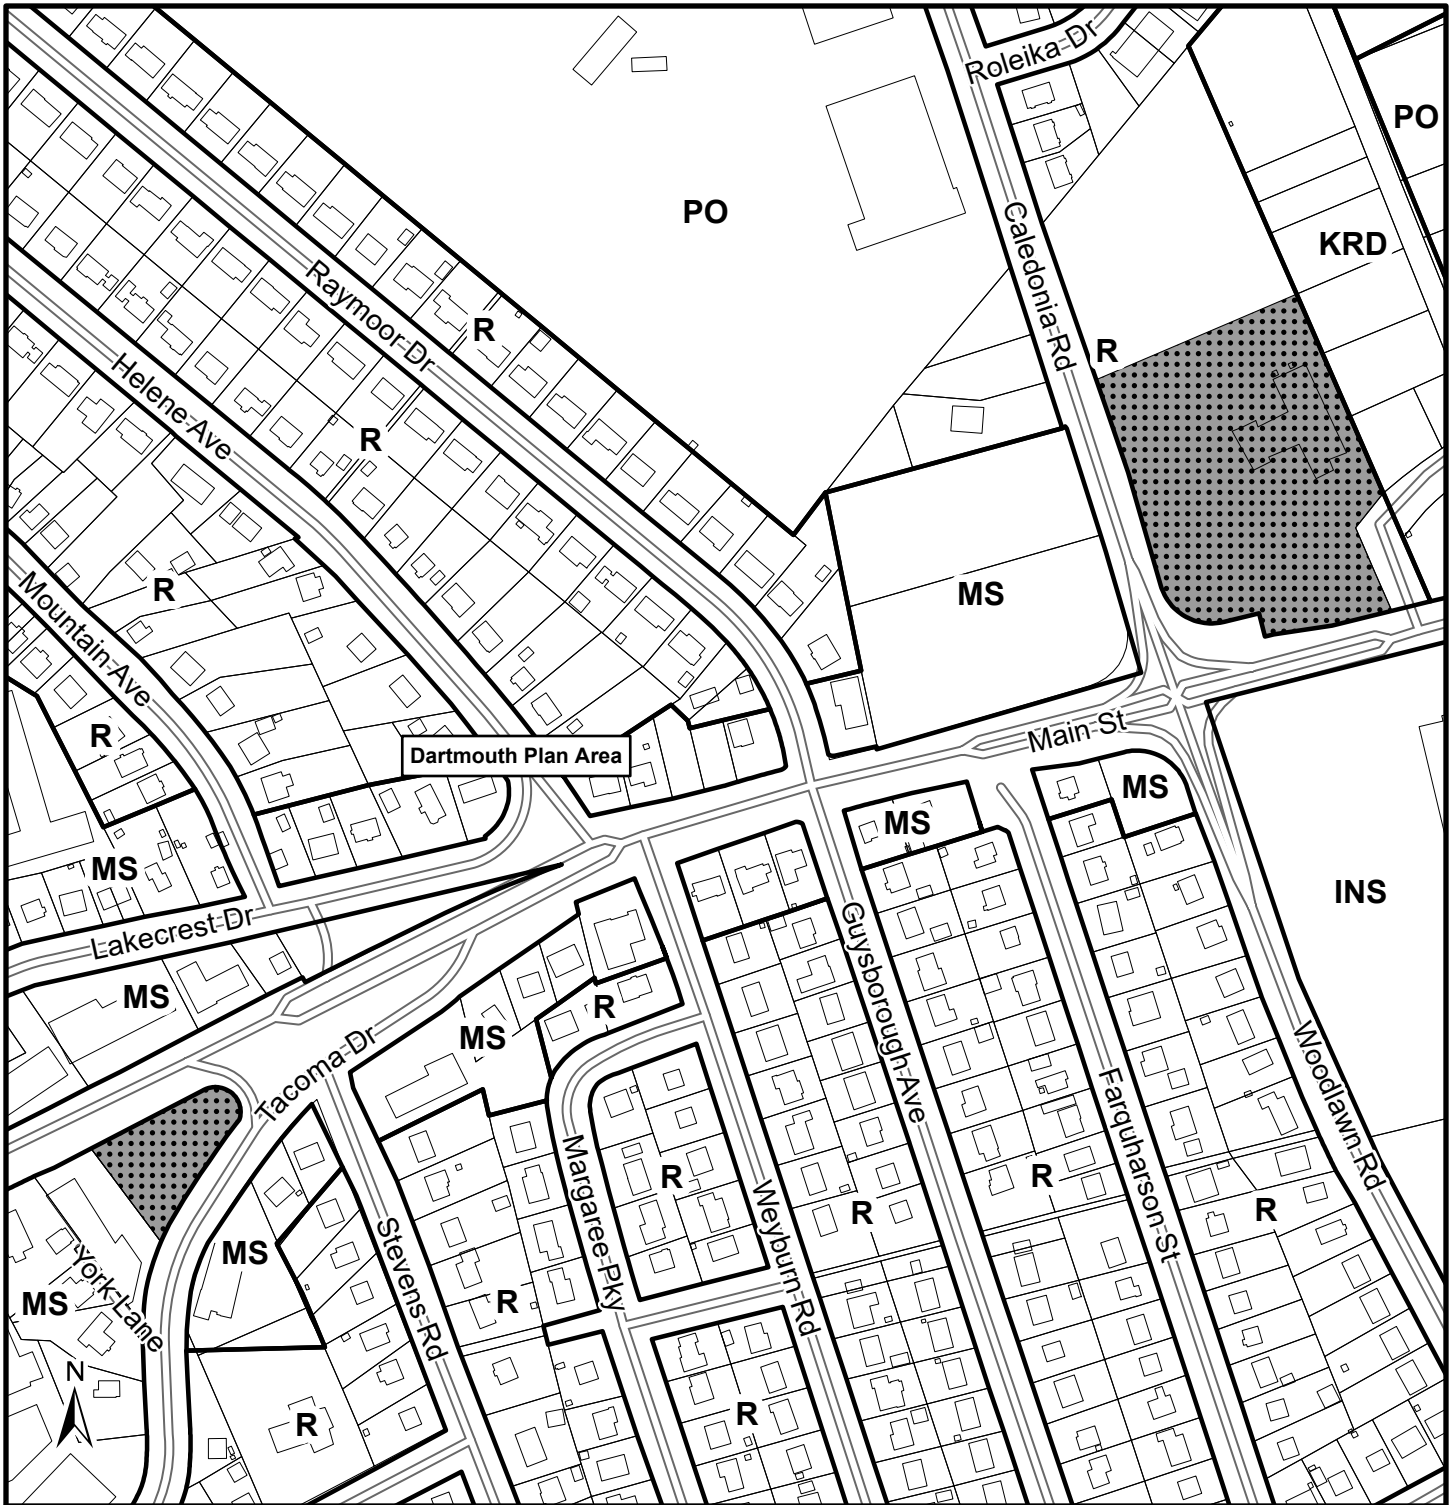 Roleika Dr
PO
PO
Caledonia Rd
KRD
Raymoor Dr
R
R
Helene Ave
R
MS
R
Mountain Ave
R
Main St
Dartmouth Plan Area
MS
MS
MS
INS
Lakecrest Dr
Guysborough Ave
MS
R
MS
Tacoma Dr
Woodlawn Rd
Farquharson St
Margaree Pky
R
R
Weyburn Rd
R
R
Stevens Rd
MS
York Lane
MS
R
N
R
R